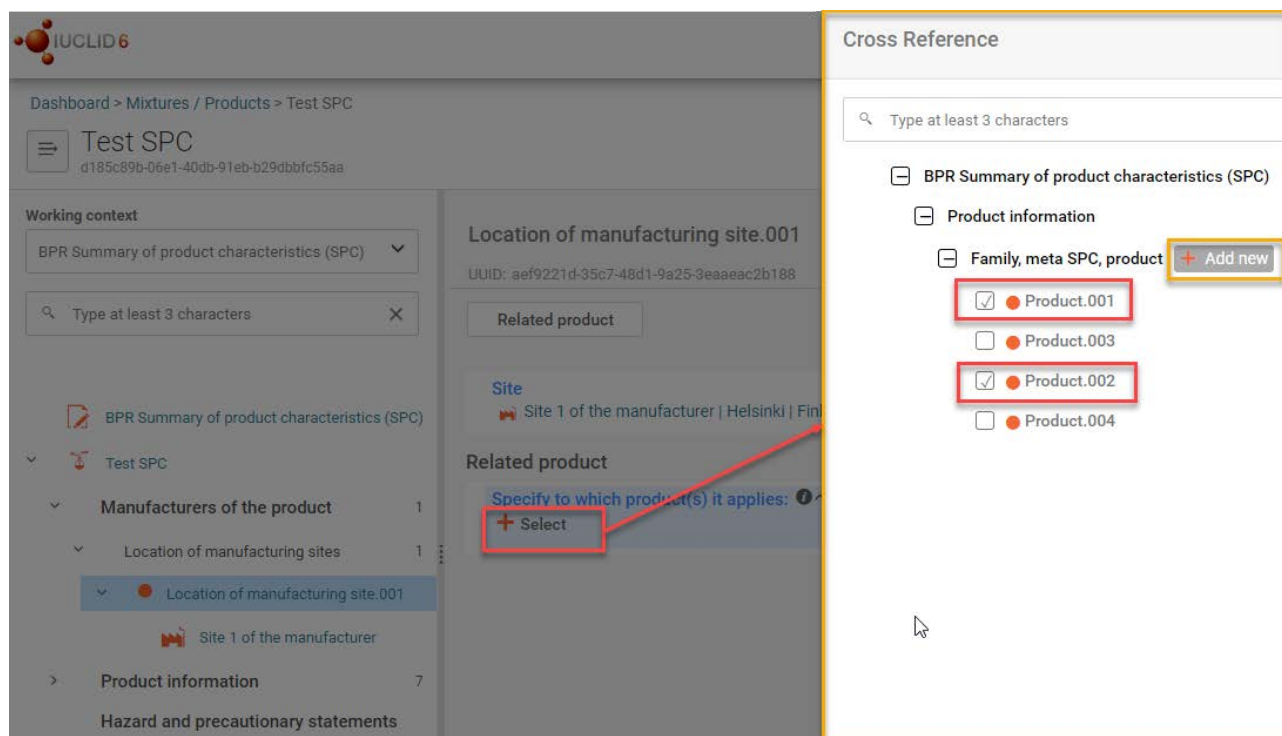 IUCLID 6
Dashboard > Mixtures / Products > Test SPC
Test SPC
d185c89b-06e1-40db-91eb-b29dbbfc55aa
Working context
BPR Summary of product characteristics (SPC)
Type at least 3 characters
BPR Summary of product characteristics (SPC)
Test SPC
Manufacturers of the product 1
Location of manufacturing sites 1
Location of manufacturing site.001
Site 1 of the manufacturer
Product information 7
Hazard and precautionary statements
Location of manufacturing site.001
UUID: aef9221d-35c7-48d1-9a25-3eaaeac2b188
Related product
Site
Site 1 of the manufacturer | Helsinki |
Related product
Specify to which product(s) it applies:
+ Select
Cross Reference
Type at least 3 characters
BPR Summary of product characteristics (SPC)
Product information
Family, meta SPC, product + Add new
Product.001
Product.003
Product.002
Product.004